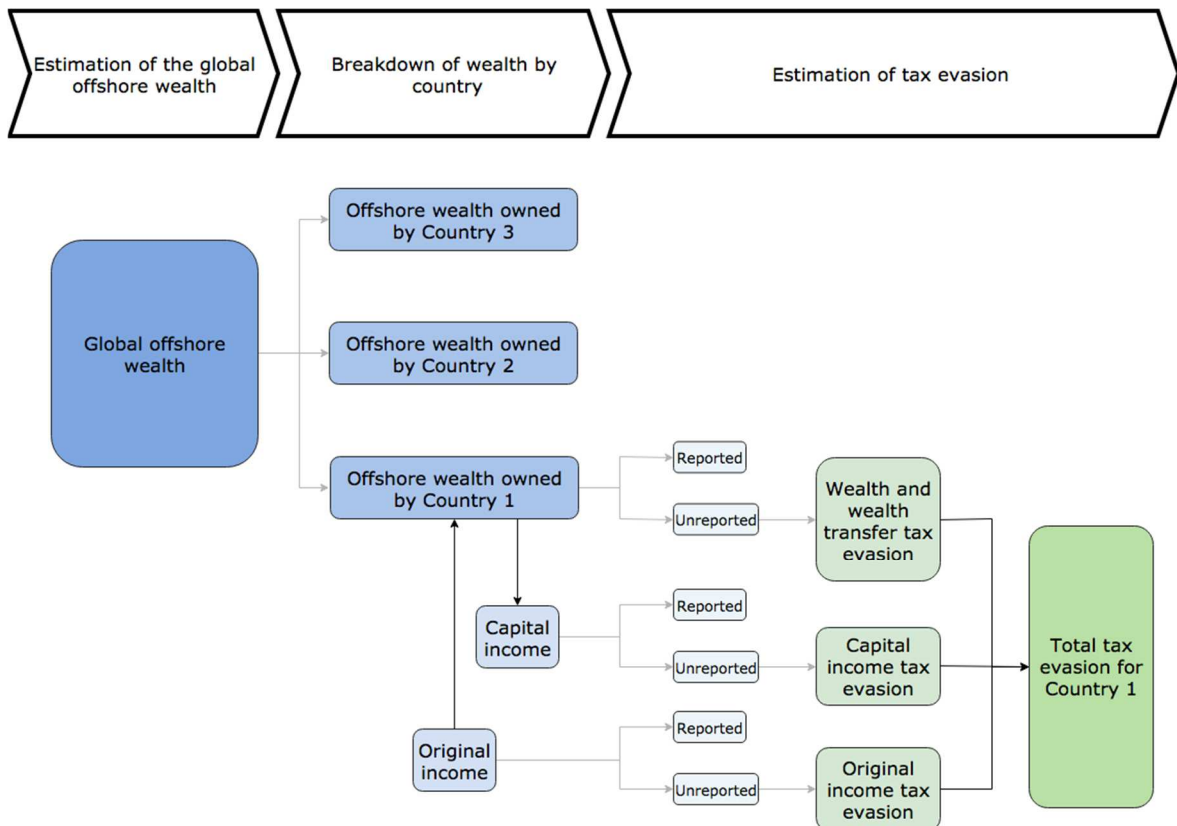 Estimation of the global
offshore wealth
Breakdown of wealth by
country
Estimation of tax evasion
Offshore wealth owned
by Country 3
Global offshore
wealth
Offshore wealth owned
by Country 2
Offshore wealth owned
by Country 1
Reported
Unreported
Wealth and
wealth
transfer tax
evasion
Capital
income
Reported
Unreported
Capital
income tax
evasion
Total tax
evasion for
Country 1
Original
income
Reported
Unreported
Original
income tax
evasion